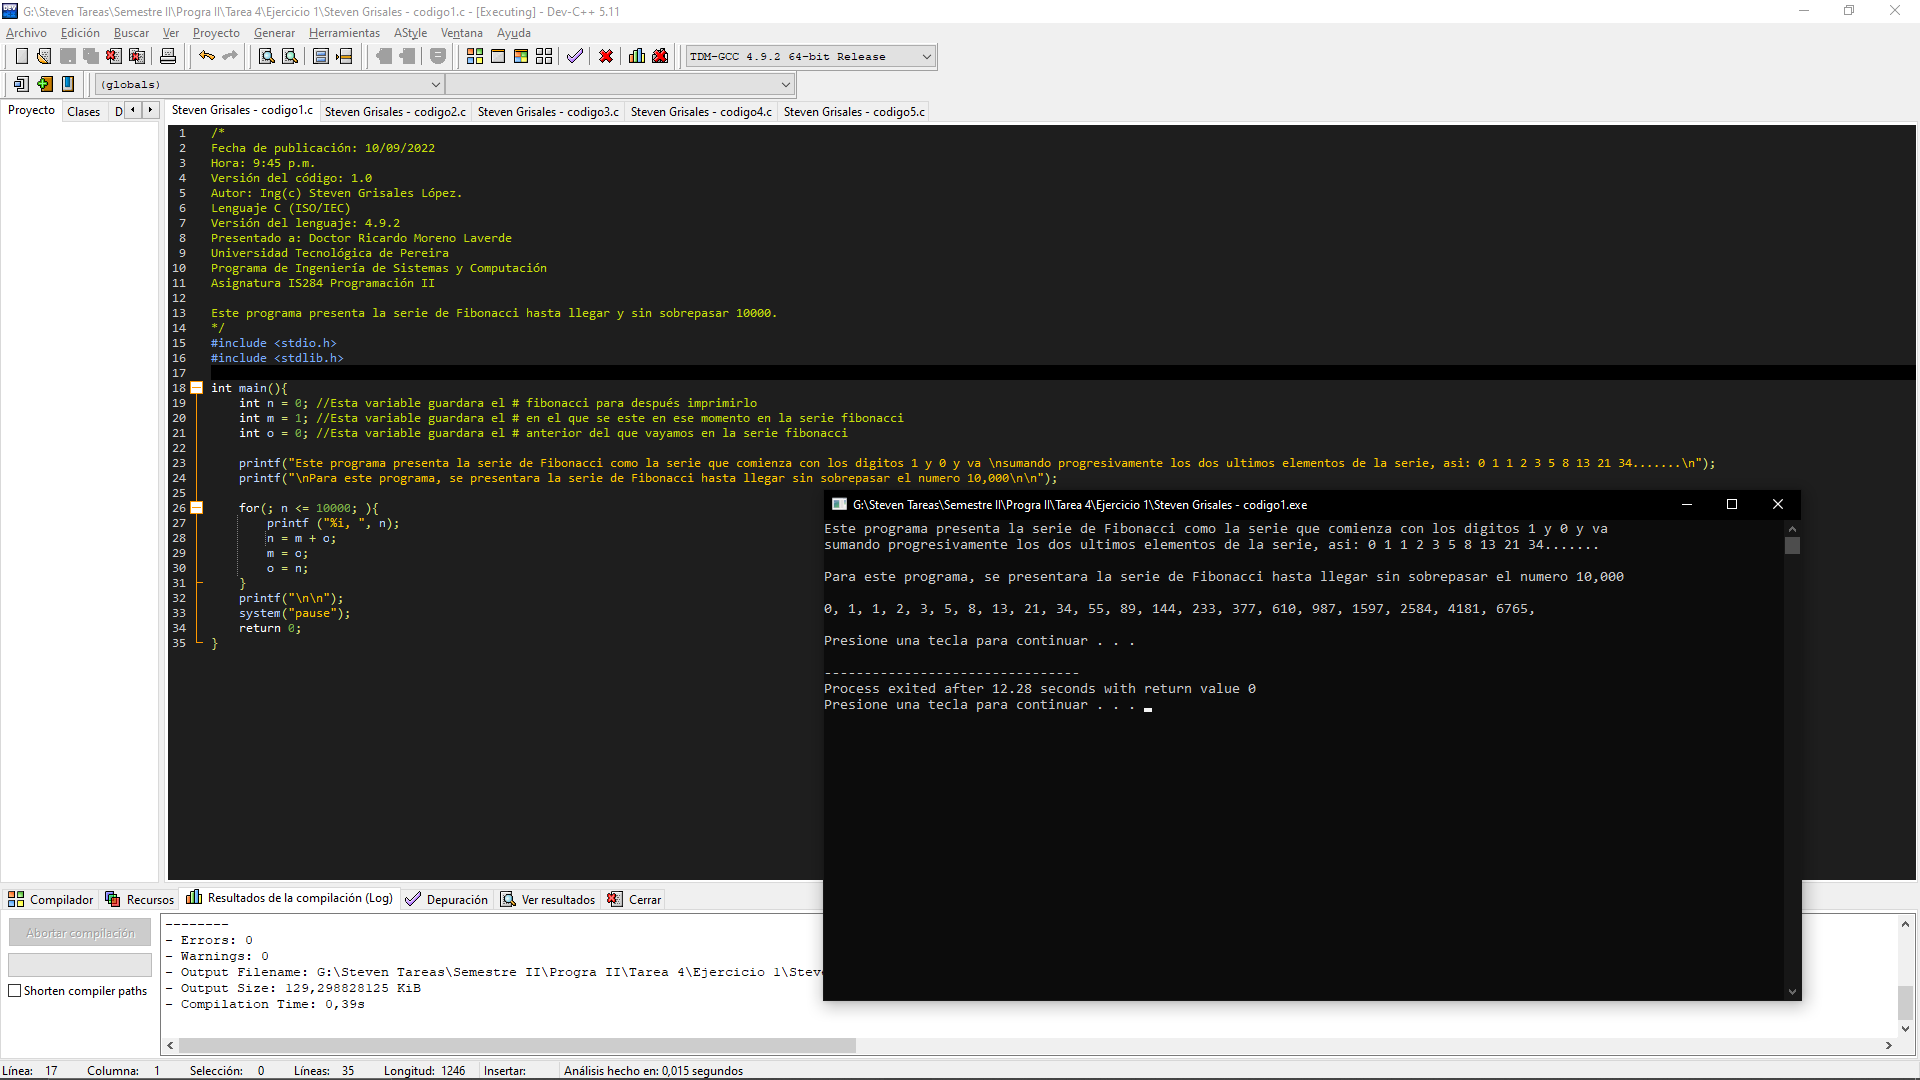 G:\Steven Tareas\Semestre II\Progra II\Tarea 4\Ejercicio 1\Steven Grisales - codigo1.c - [Executing] - Dev-C++ 5.11
Archivo Edición Buscar Ver Proyecto Generar Herramientas AStyle Ventana Ayuda
TDM-GCC 4.9.2 64-bit Release
(globals)
Proyecto Clases D
Steven Grisales - codigo1.c Steven Grisales - codigo2.c Steven Grisales - codigo3.c Steven Grisales - codigo4.c Steven Grisales - codigo5.c
1 /*
2 Fecha de publicación: 10/09/2022
3 Hora: 9:45 p.m.
4 Versión del código: 1.0
5 Autor: Ing(c) Steven Grisales López.
6 Lenguaje C (ISO/IEC)
7 Versión del lenguaje: 4.9.2
8 Presentado a: Doctor Ricardo Moreno Laverde
9 Universidad Tecnológica de Pereira
10 Programa de Ingeniería de Sistemas y Computación
11 Asignatura IS284 Programación II
12
13 Este programa presenta la serie de Fibonacci hasta llegar y sin sobrepasar 10000.
14 */
15 #include <stdio.h>
16 #include <stdlib.h>
17
18 int main(){
19 int n = 0; //Esta variable guardara el # fibonacci para después imprimirlo
20 int m = 1; //Esta variable guardara el # en el que se este en ese momento en la serie fibonacci
21 int o = 0; //Esta variable guardara el # anterior del que vayamos en la serie fibonacci
22
23 printf("Este programa presenta la serie de Fibonacci como la serie que comienza con los digitos 1 y 0 y va \nsumando progresivamente los dos ultimos elementos de la serie, asi: 0 1 1 2 3 5 8 13 21 34.......\n");
24 printf("\nPara este programa, se presentara la serie de Fibonacci hasta llegar sin sobrepasar el numero 10,000\n\n");
25
26 for(; n <= 10000; ){
27 printf ("%i, ", n);
28 n = m + o;
29 m = o;
30 o = n;
31 }
32 printf("\n\n");
33 system("pause");
34 return 0;
35 }
G:\Steven Tareas\Semestre II\Progra II\Tarea 4\Ejercicio 1\Steven Grisales - codigo1.exe
Este programa presenta la serie de Fibonacci como la serie que comienza con los digitos 1 y 0 y va
sumando progresivamente los dos ultimos elementos de la serie, asi: 0 1 1 2 3 5 8 13 21 34.......
Para este programa, se presentara la serie de Fibonacci hasta llegar sin sobrepasar el numero 10,000
0, 1, 1, 2, 3, 5, 8, 13, 21, 34, 55, 89, 144, 233, 377, 610, 987, 1597, 2584, 4181, 6765,
Presione una tecla para continuar . . .
--------------------------------
Process exited after 12.28 seconds with return value 0
Presione una tecla para continuar . . .
Compilador Recursos Resultados de la compilación (Log) Depuración Ver resultados Cerrar
Abortar compilación
Shorten compiler paths
--------
- Errors: 0
- Warnings: 0
- Output Filename: G:\Steven Tareas\Semestre II\Progra II\Tarea 4\Ejercicio 1\Steve
- Output Size: 129,298828125 KiB
- Compilation Time: 0,39s
Línea: 17 Columna: 1 Selección: 0 Líneas: 35 Longitud: 1246 Insertar: Análisis hecho en: 0,015 segundos